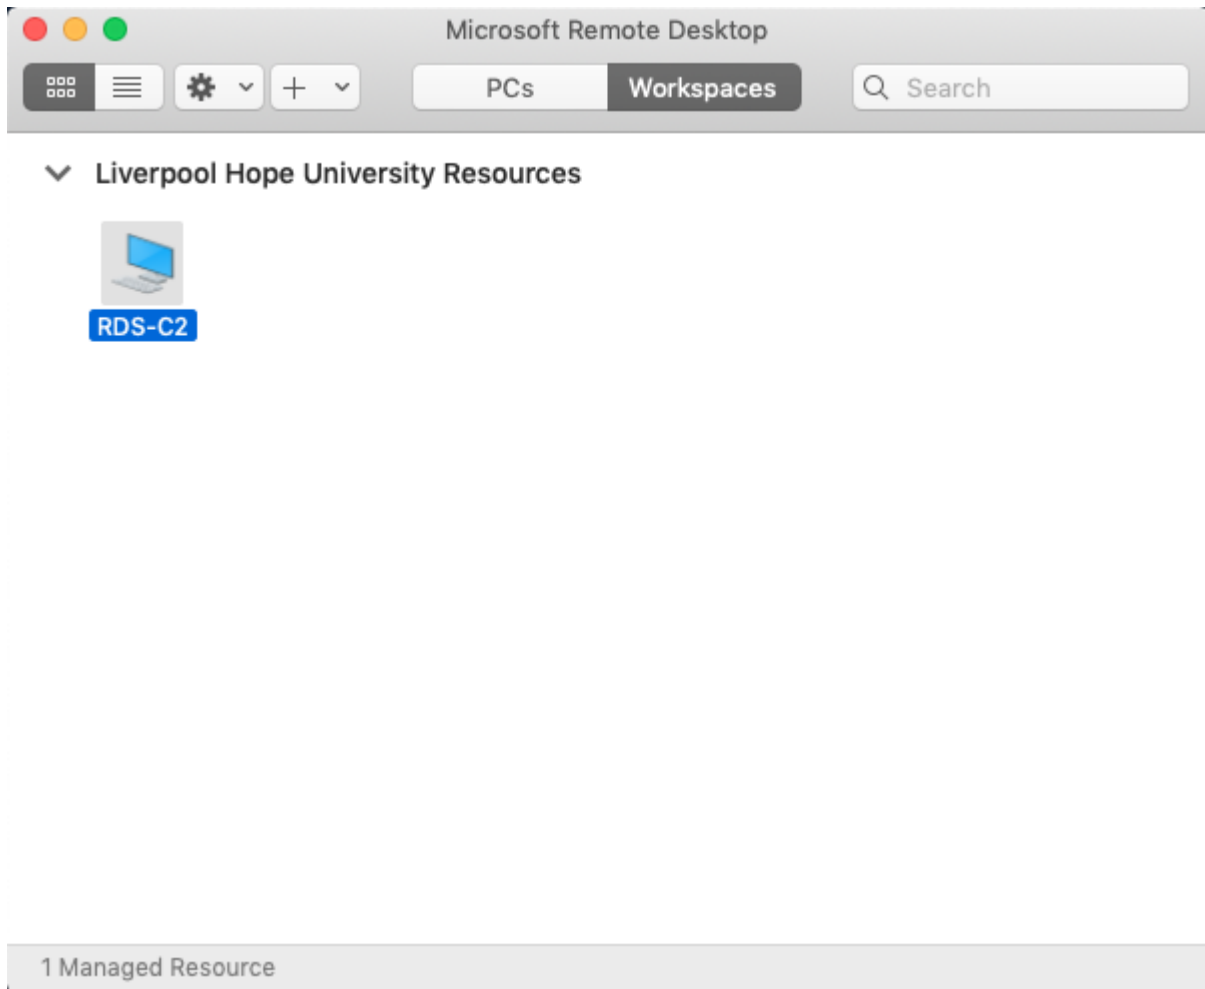 Microsoft Remote Desktop
PCs
Workspaces
Search
Liverpool Hope University Resources
RDS-C2
1 Managed Resource